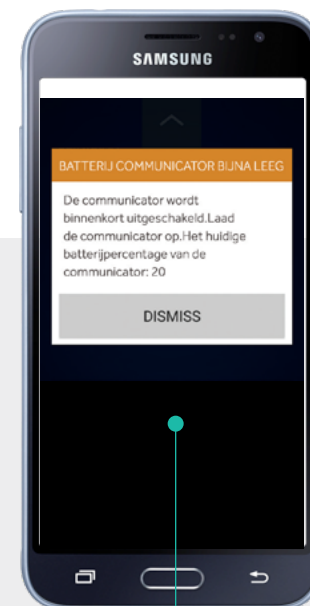 SAMSUNG
BATTERIJ COMMUNICATOR BIJNA LEEG
De communicator wordt
binnenkort uitgeschakeld.Laad
de communicator op.Het huidige
batterijpercentage van de
communicator: 20
DISMISS